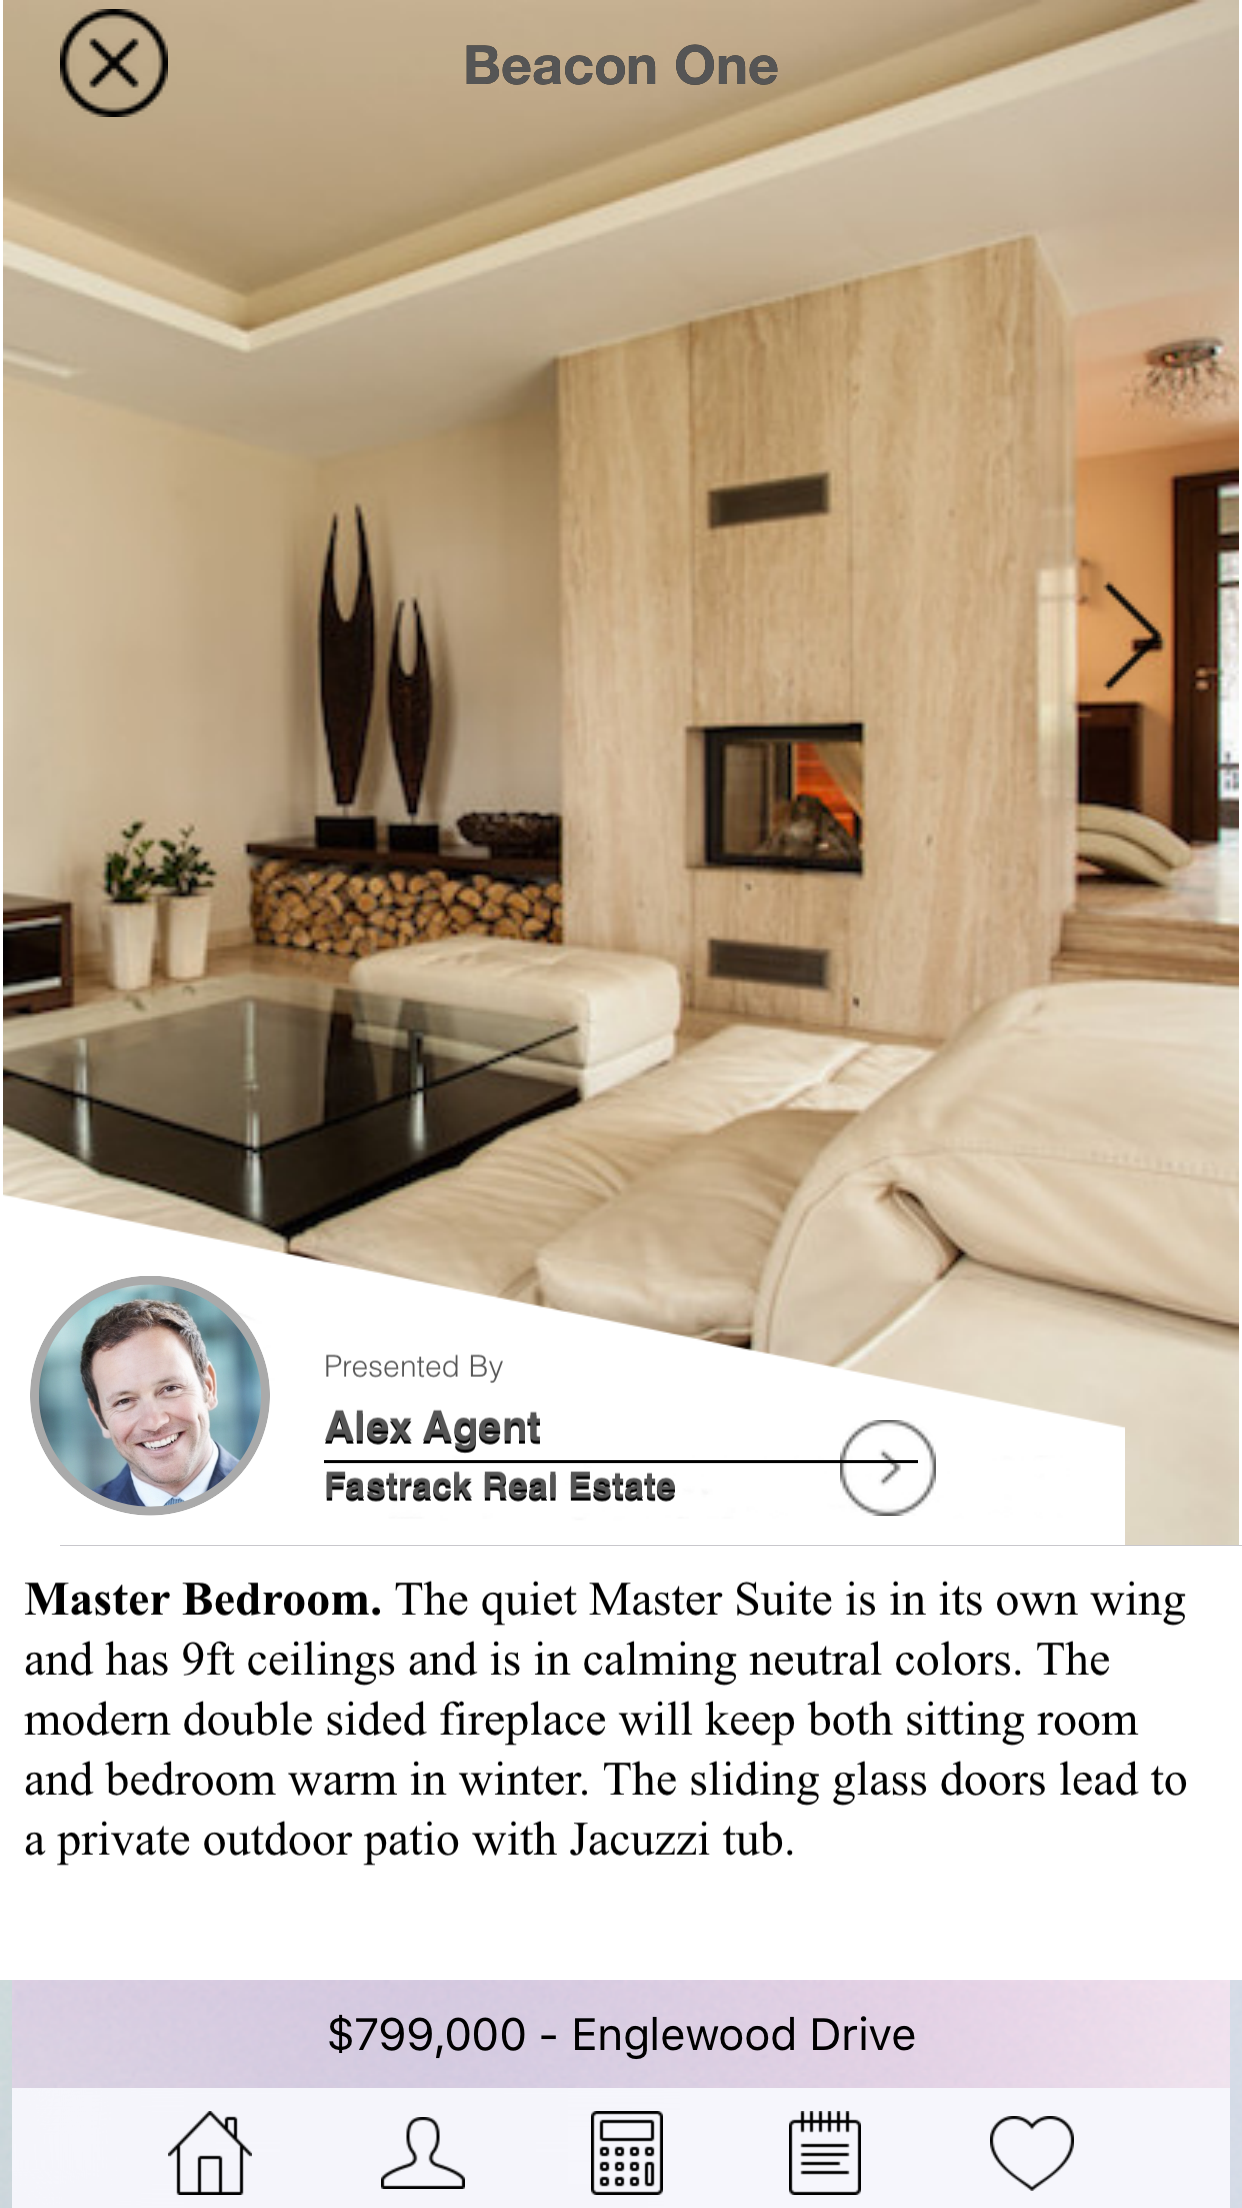 Beacon One
Presented By
Alex Agent
Fastrack Real Estate
Master Bedroom. The quiet Master Suite is in its own wing
and has 9ft ceilings and is in calming neutral colors. The
modern double sided fireplace will keep both sitting room
and bedroom warm in winter. The sliding glass doors lead to
a private outdoor patio with Jacuzzi tub.
$799,000 - Englewood Drive